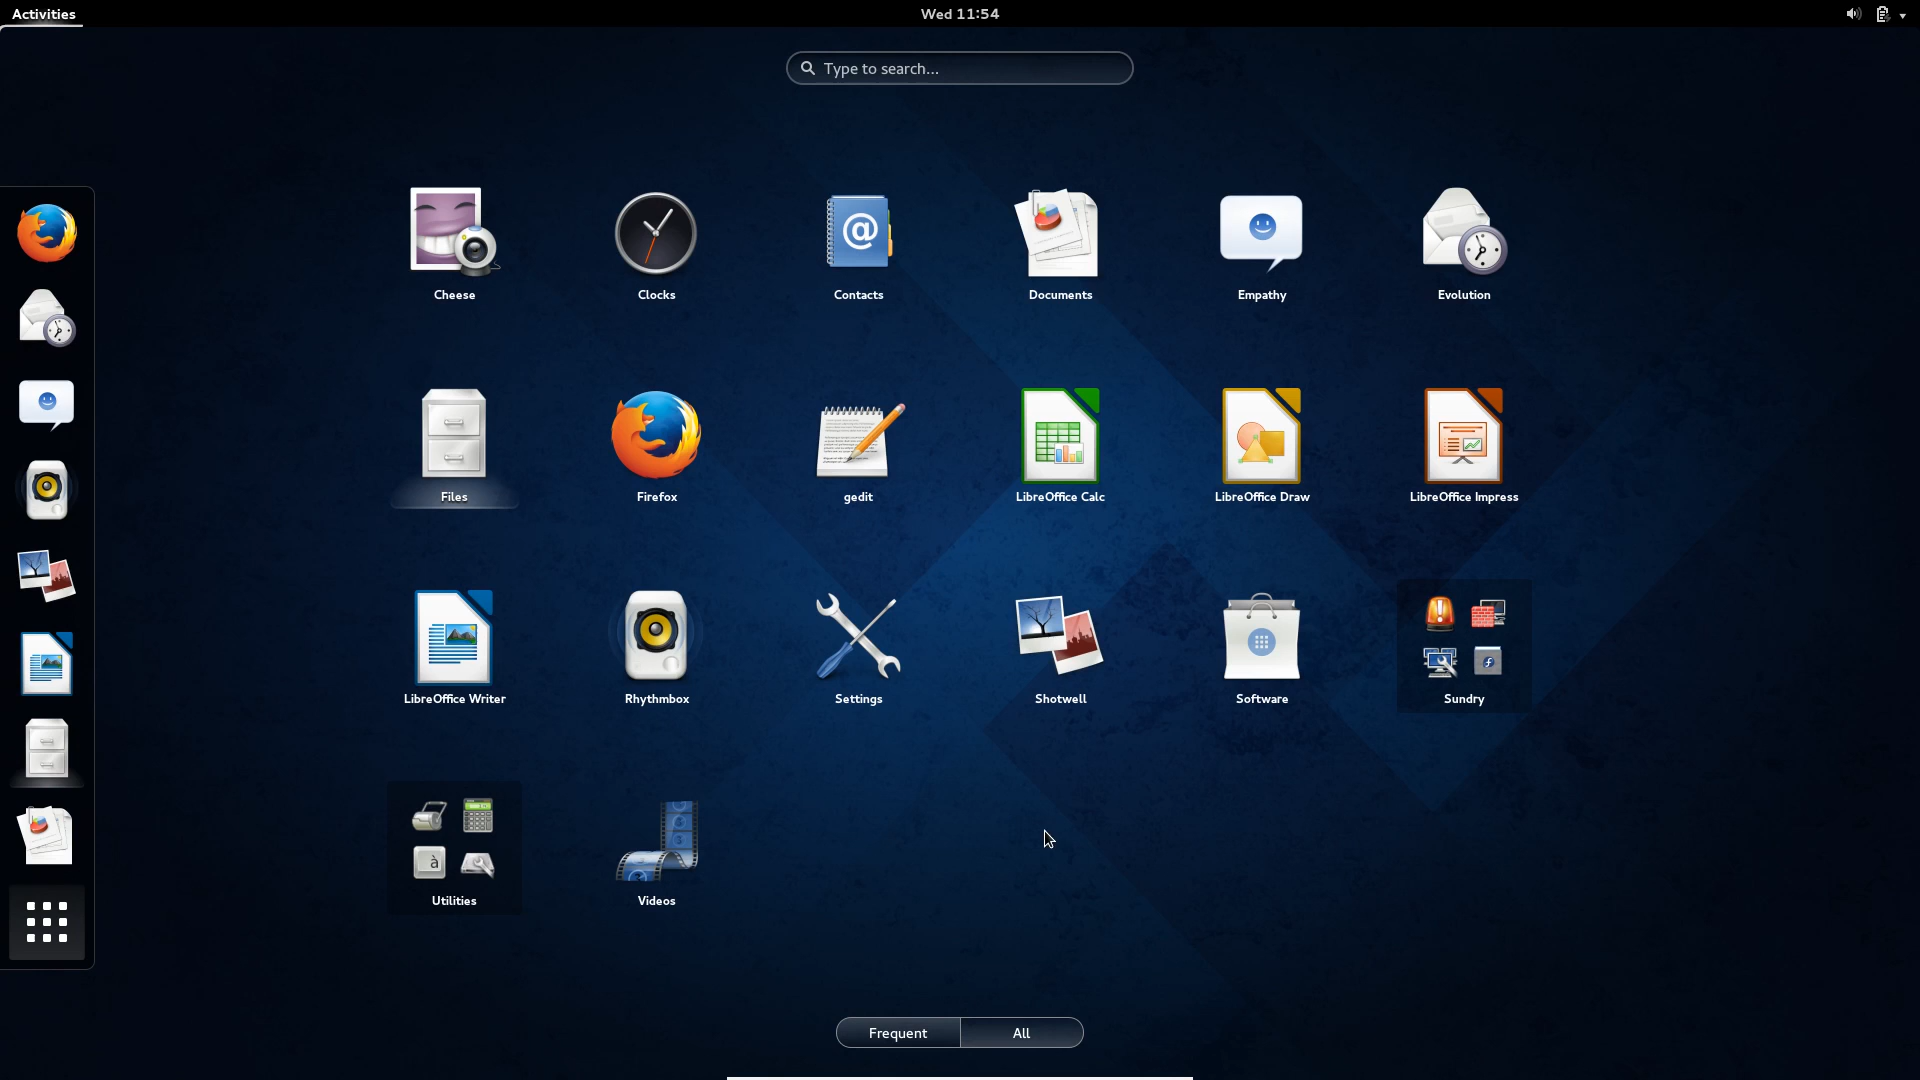 Activities
Wed 11:54
Type to search...
Cheese
Clocks
Contacts
Documents
Empathy
Evolution
Files
Firefox
gedit
LibreOffice Calc
LibreOffice Draw
LibreOffice Impress
LibreOffice Writer
Rhythmbox
Settings
Shotwell
Software
Sundry
Utilities
Videos
Frequent
All